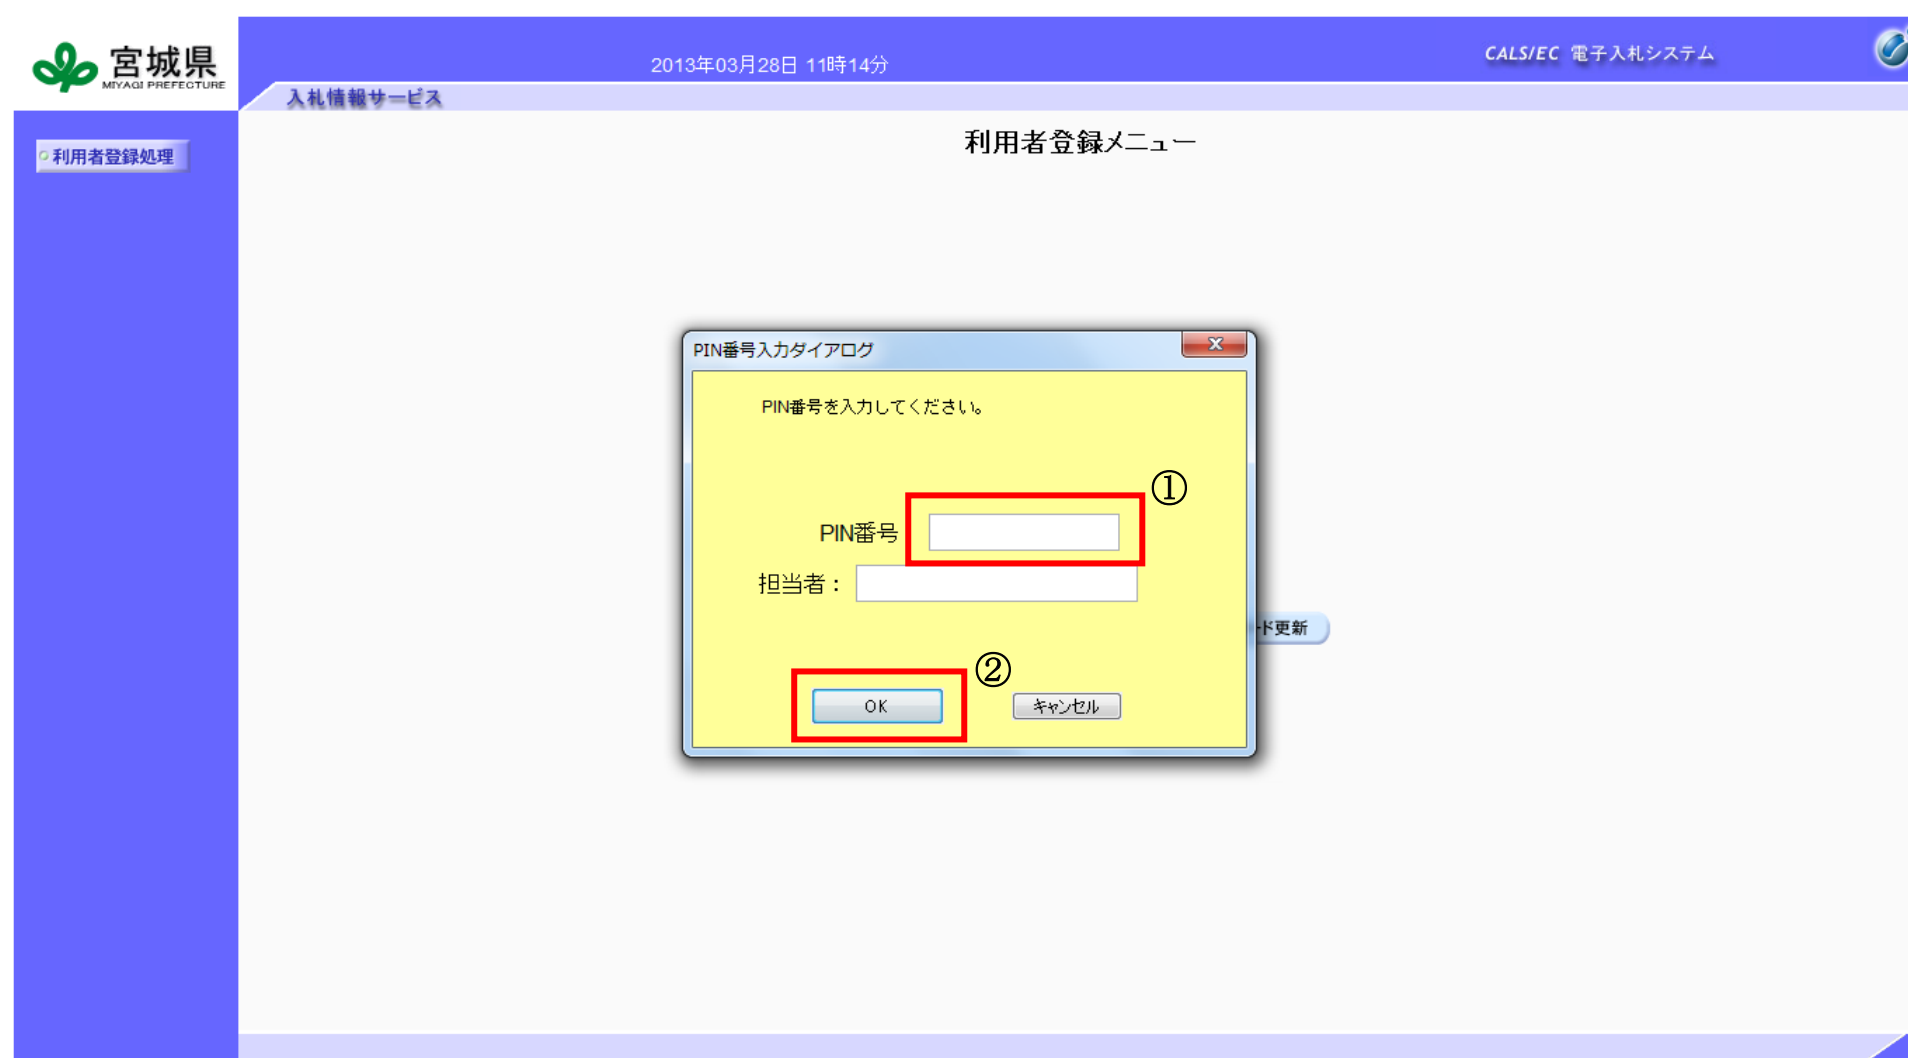 宮城県
MIYAGI PREFECTURE
2013年03月28日 11時14分
CALS/EC 電子入札システム
入札情報サービス
利用者登録処理
利用者登録メニュー
PIN番号入力ダイアログ
PIN番号を入力してください。
①
PIN番号
担当者：
ド更新
②
OK
キャンセル